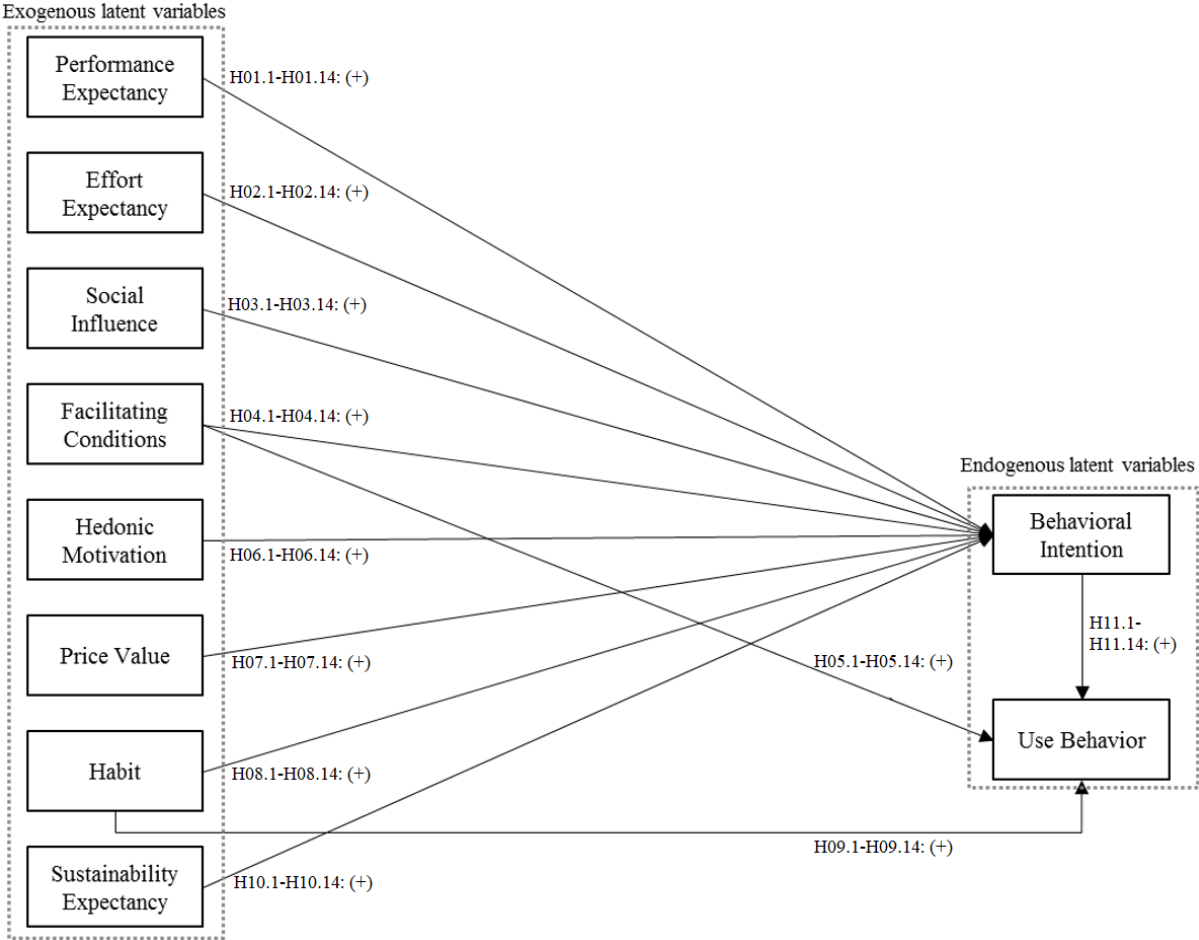 Exogenous latent variables
Performance
Expectancy
H01.1-H01.14: (+)
Effort
Expectancy
H02.1-H02.14: (+)
Social
Influence
H03.1-H03.14: (+)
Facilitating
Conditions
H04.1-H04.14: (+)
Hedonic
Motivation
H06.1-H06.14: (+)
Price Value
H07.1-H07.14: (+)
Habit
H08.1-H08.14: (+)
Sustainability
Expectancy
H10.1-H10.14: (+)
H05.1-H05.14: (+)
H09.1-H09.14: (+)
Endogenous latent variables
Behavioral
Intention
H11.1-
H11.14: (+)
Use Behavior